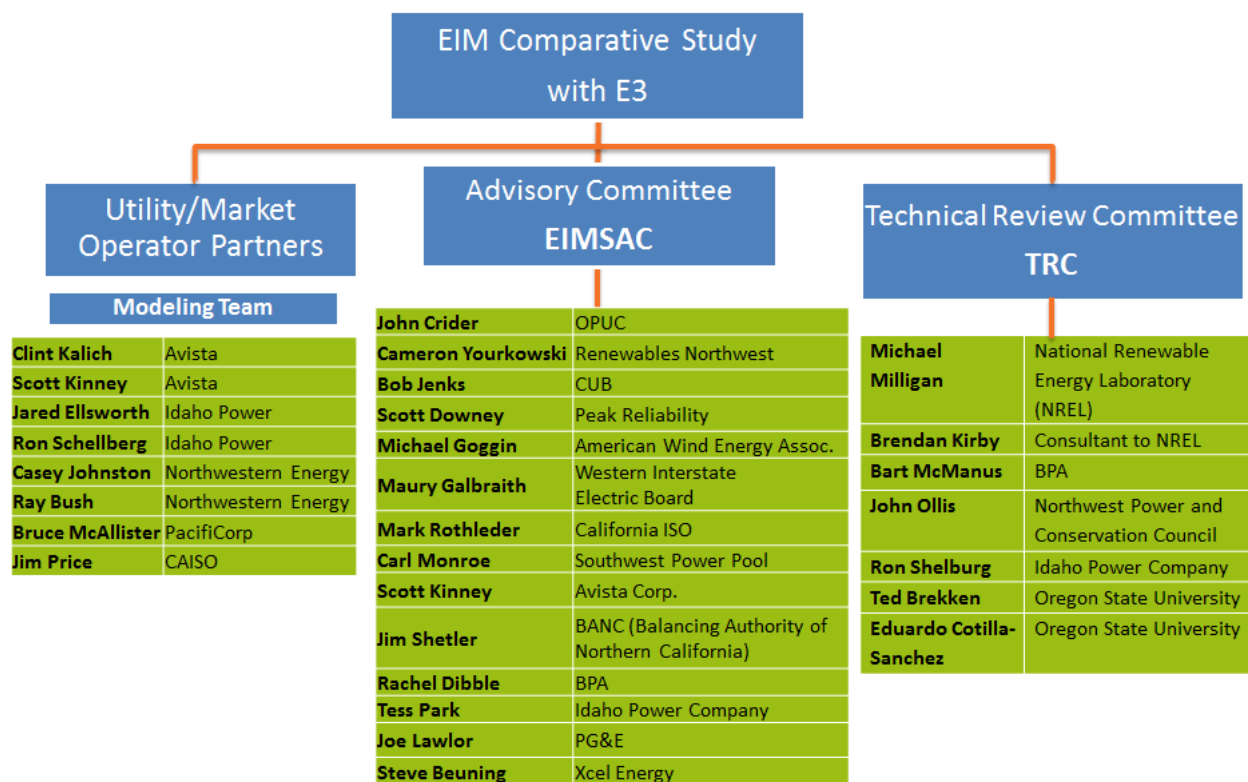 EIM Comparative Study
with E3
Utility/Market
Operator Partners
Modeling Team
Clint Kalich Avista
Scott Kinney Avista
Jared Ellsworth Idaho Power
Ron Schellberg Idaho Power
Casey Johnston Northwestern Energy
Ray Bush Northwestern Energy
Bruce McAllister PacifiCorp
Jim Price CAISO
Advisory Committee
EIMSAC
John Crider OPUC
Cameron Yourkowski Renewables Northwest
Bob Jenks CUB
Scott Downey Peak Reliability
Michael Goggin American Wind Energy Assoc.
Maury Galbraith Western Interstate
Electric Board
Mark Rothleder California ISO
Carl Monroe Southwest Power Pool
Scott Kinney Avista Corp.
Jim Shetler BANC (Balancing Authority of
Northern California)
Rachel Dibble BPA
Tess Park Idaho Power Company
Joe Lawlor PG&E
Steve Beuning Xcel Energy
Technical Review Committee
TRC
Michael National Renewable
Milligan Energy Laboratory
(NREL)
Brendan Kirby Consultant to NREL
Bart McManus BPA
John Ollis Northwest Power and
Conservation Council
Ron Shelburg Idaho Power Company
Ted Brekken Oregon State University
Eduardo Cotilla- Oregon State University
Sanchez